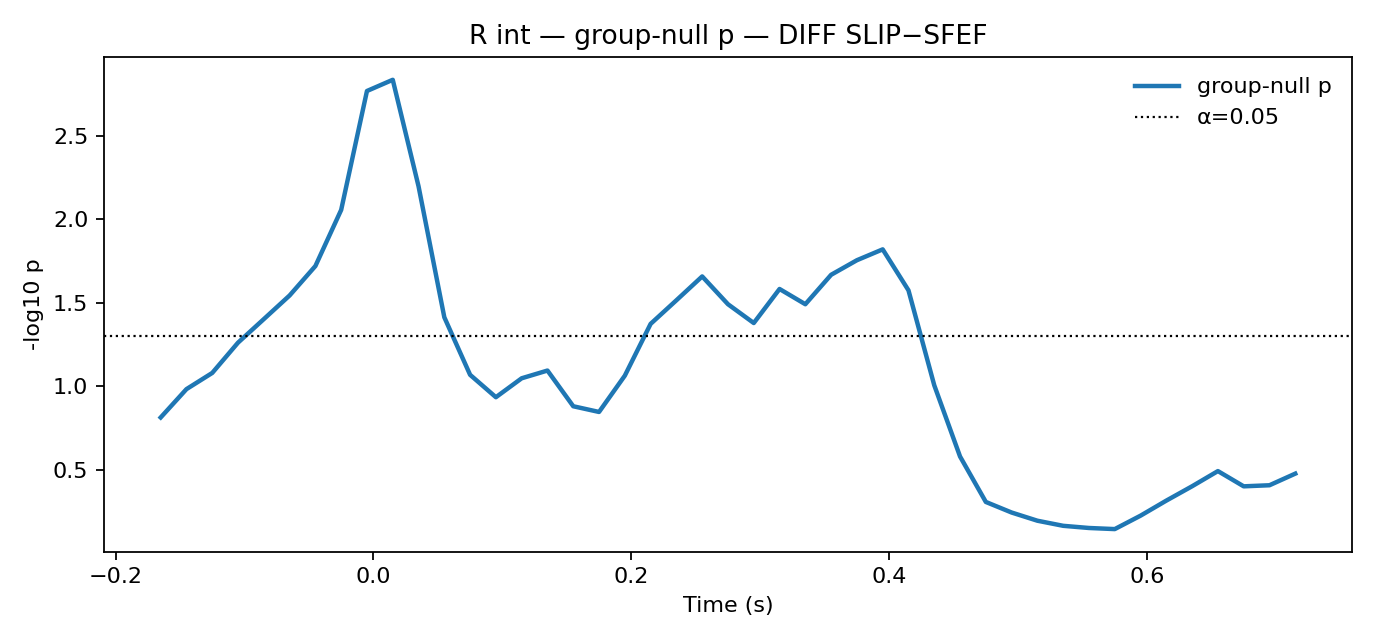 R int — group-null p — DIFF SLIP−SFEF
group-null p
α=0.05
-log10 p
2.5
2.0
1.5
1.0
0.5
−0.2
0.0
0.2
0.4
0.6
Time (s)